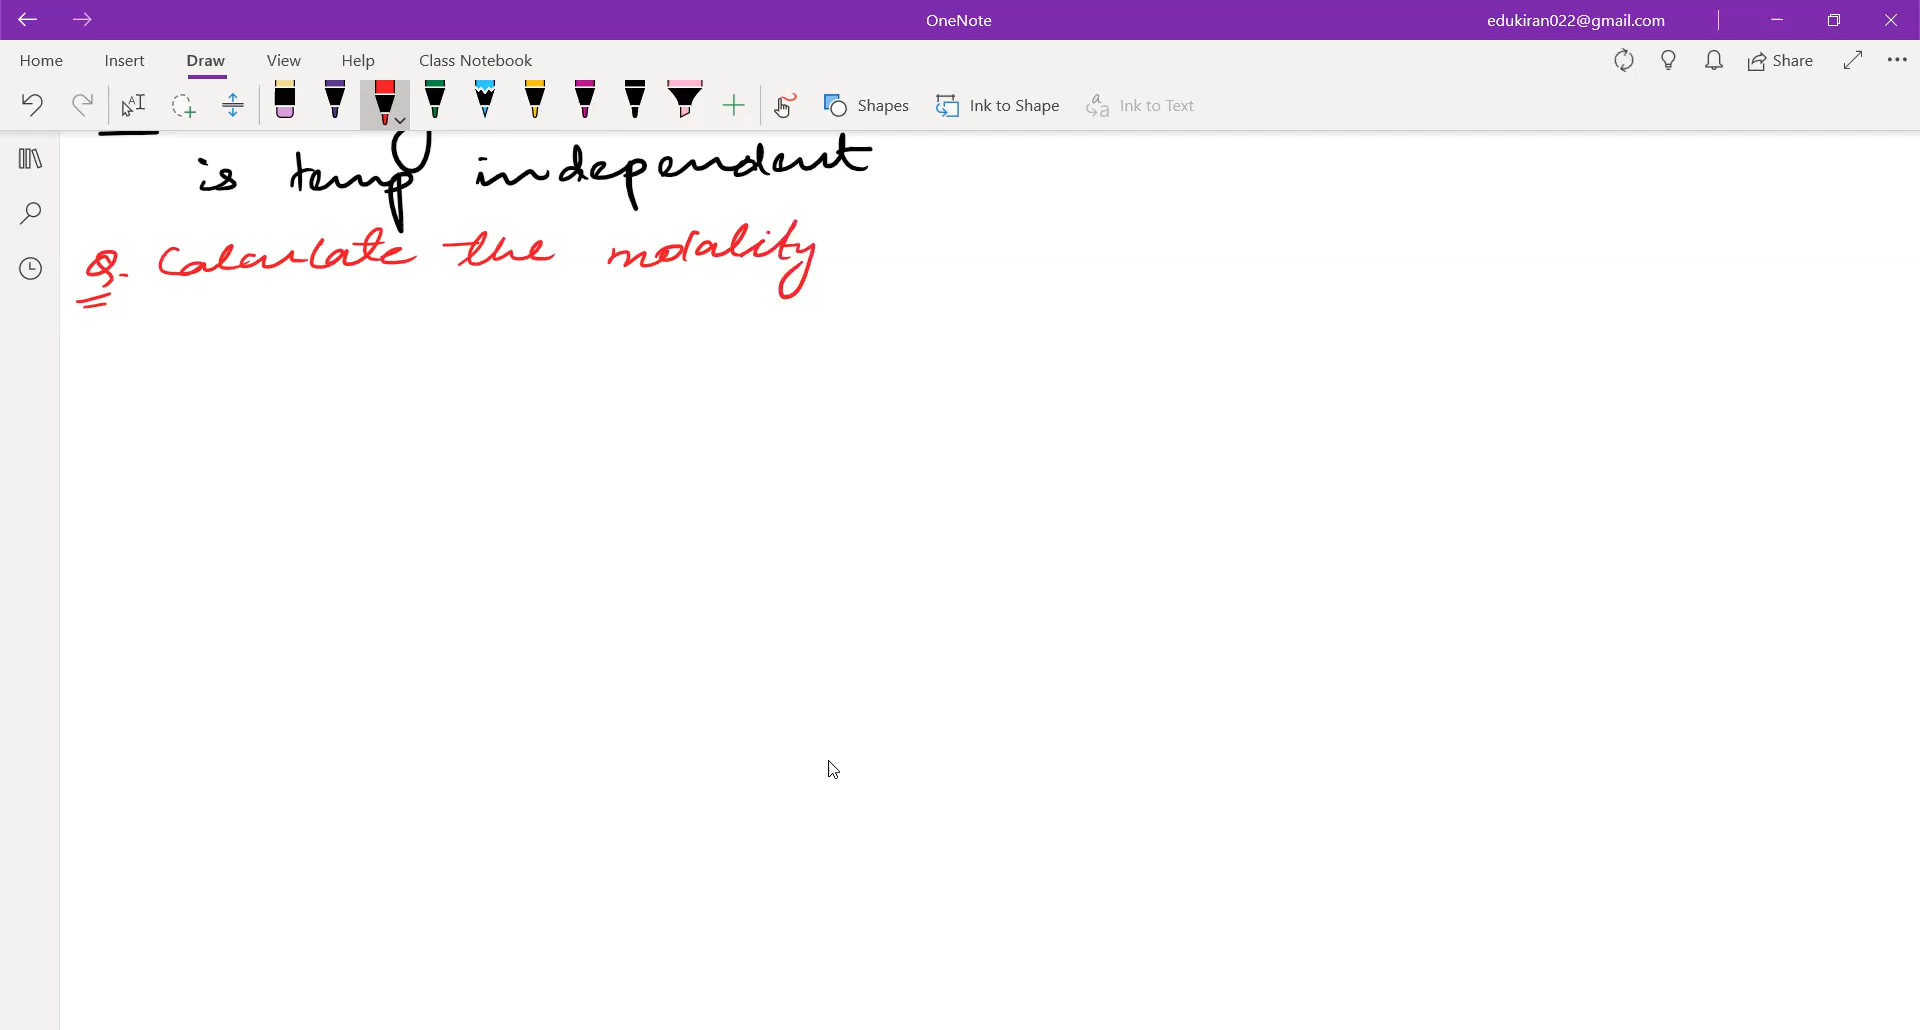 OneNote
edukiran022@gmail.com
Home Insert Draw View Help Class Notebook
Share
Shapes Ink to Shape Ink to Text
is temp independent
Q. Calculate the molality